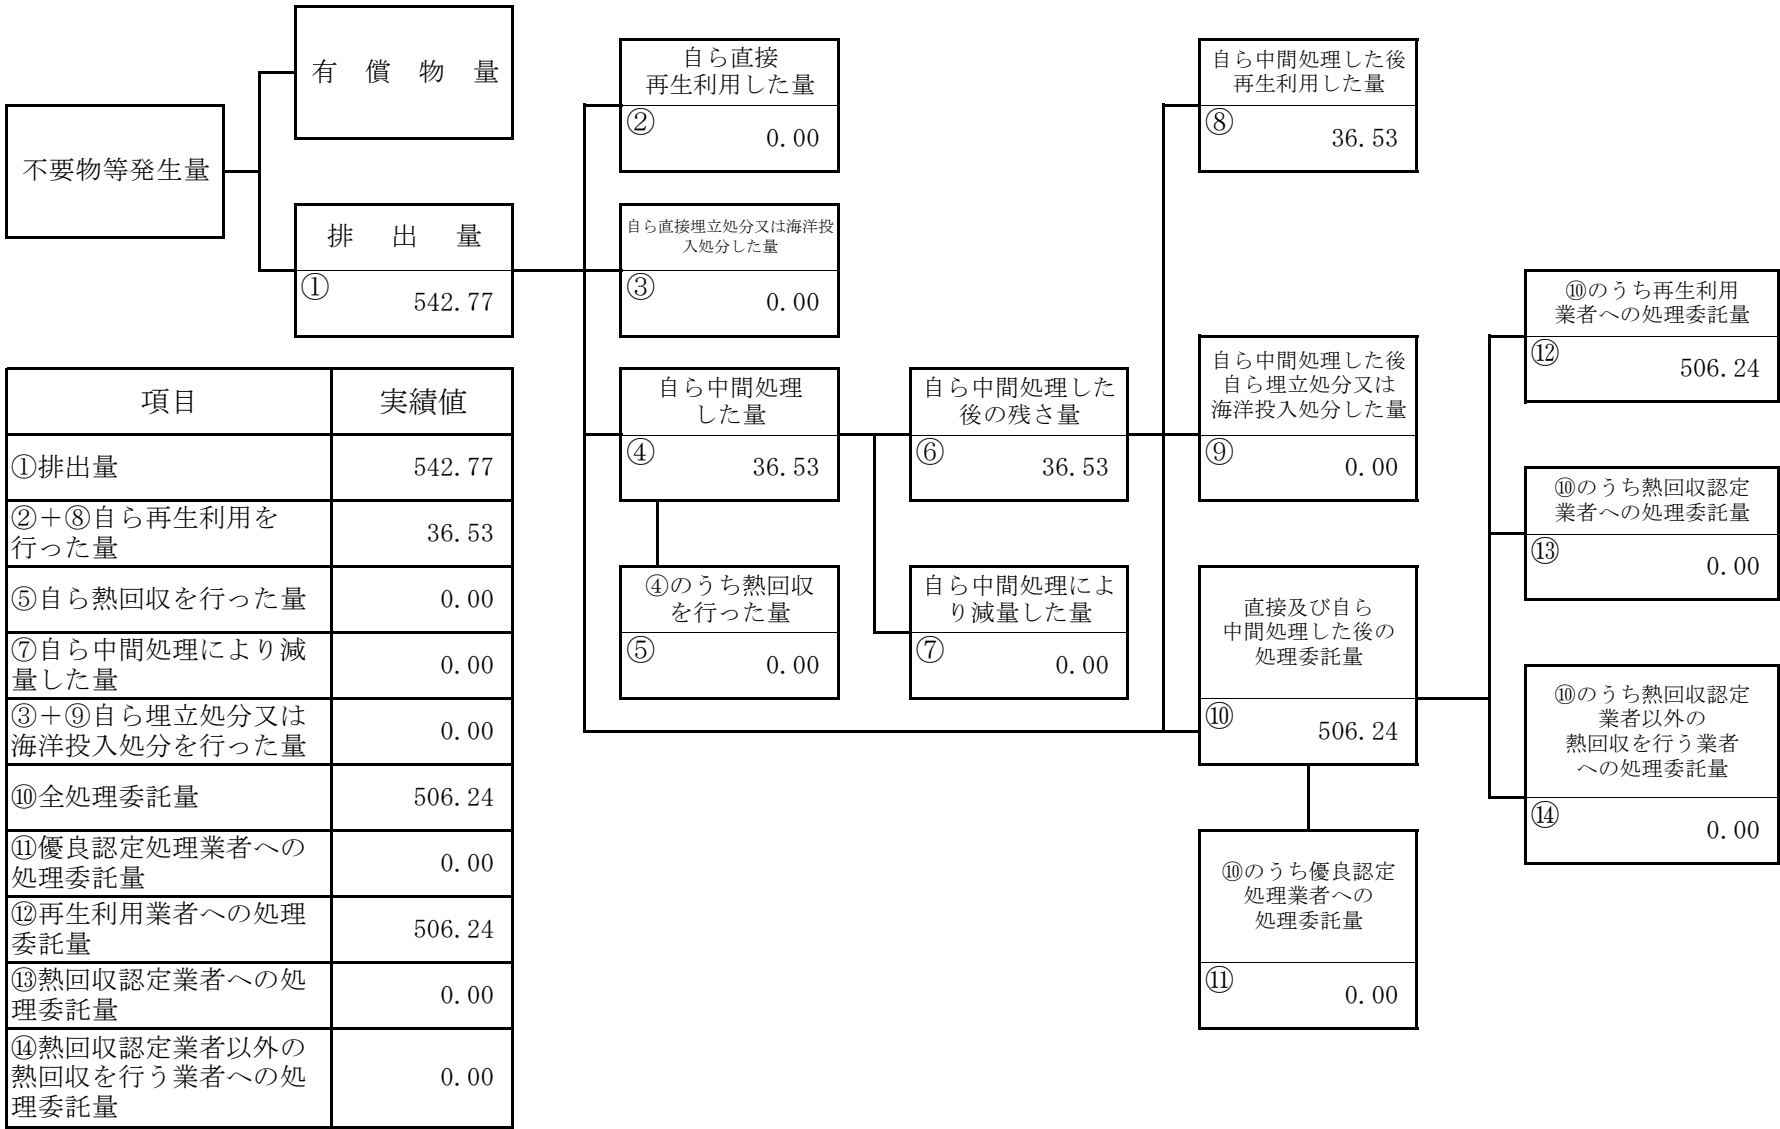 不要物等発生量
有償物量
排出量
①
542.77
自ら直接
再生利用した量
②
0.00
自ら直接埋立処分又は海洋投
入処分した量
③
0.00
自ら中間処理
した量
④
36.53
④のうち熱回収
を行った量
⑤
0.00
自ら中間処理した
後の残さ量
⑥
36.53
自ら中間処理によ
り減量した量
⑦
0.00
自ら中間処理した後
再生利用した量
⑧
36.53
自ら中間処理した後
自ら埋立処分又は
海洋投入処分した量
⑨
0.00
直接及び自ら
中間処理した後の
処理委託量
⑩
506.24
⑩のうち優良認定
処理業者への
処理委託量
⑪
0.00
⑩のうち再生利用
業者への処理委託量
⑫
506.24
⑩のうち熱回収認定
業者への処理委託量
⑬
0.00
⑩のうち熱回収認定
業者以外の
熱回収を行う業者
への処理委託量
⑭
0.00
項目 実績値
①排出量 542.77
②＋⑧自ら再生利用を
行った量 36.53
⑤自ら熱回収を行った量 0.00
⑦自ら中間処理により減
量した量 0.00
③＋⑨自ら埋立処分又は
海洋投入処分を行った量 0.00
⑩全処理委託量 506.24
⑪優良認定処理業者への
処理委託量 0.00
⑫再生利用業者への処理
委託量 506.24
⑬熱回収認定業者への処
理委託量 0.00
⑭熱回収認定業者以外の
熱回収を行う業者への処
理委託量 0.00